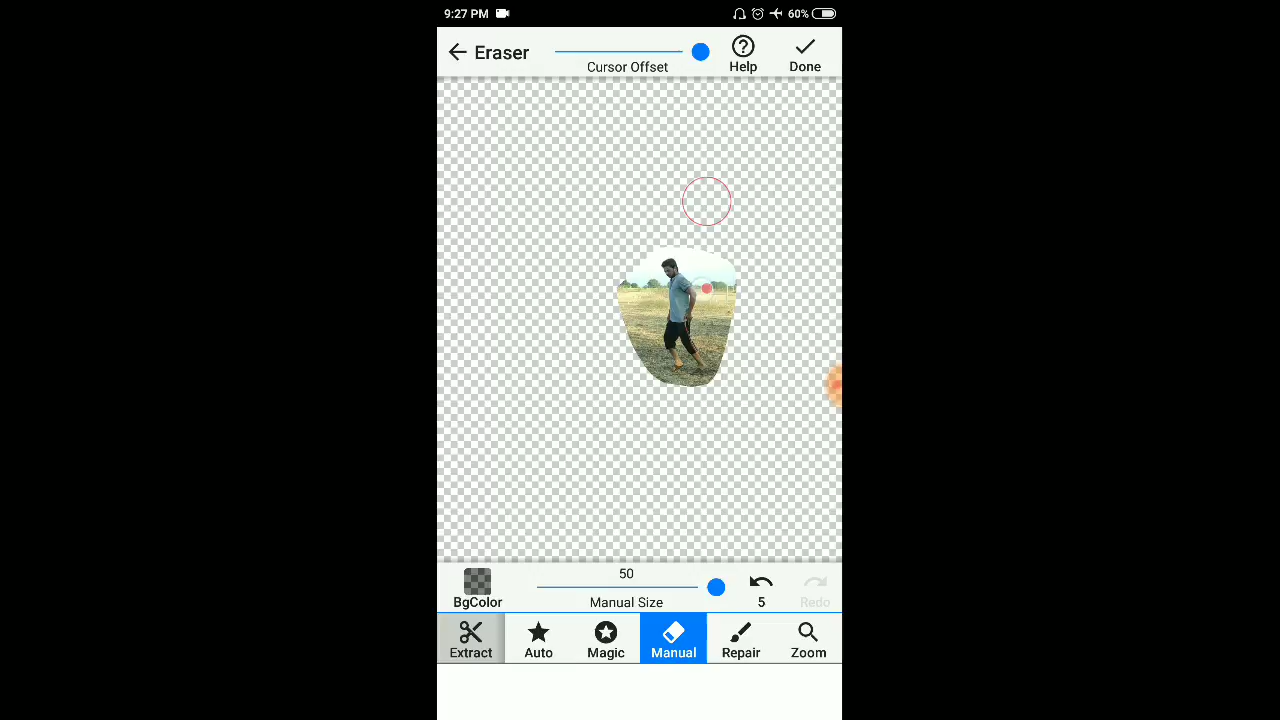 9:27 PM 60%
Eraser
Cursor Offset
Help
Done
50
BgColor
Manual Size
5
Redo
Extract
Auto
Magic
Manual
Repair
Zoom